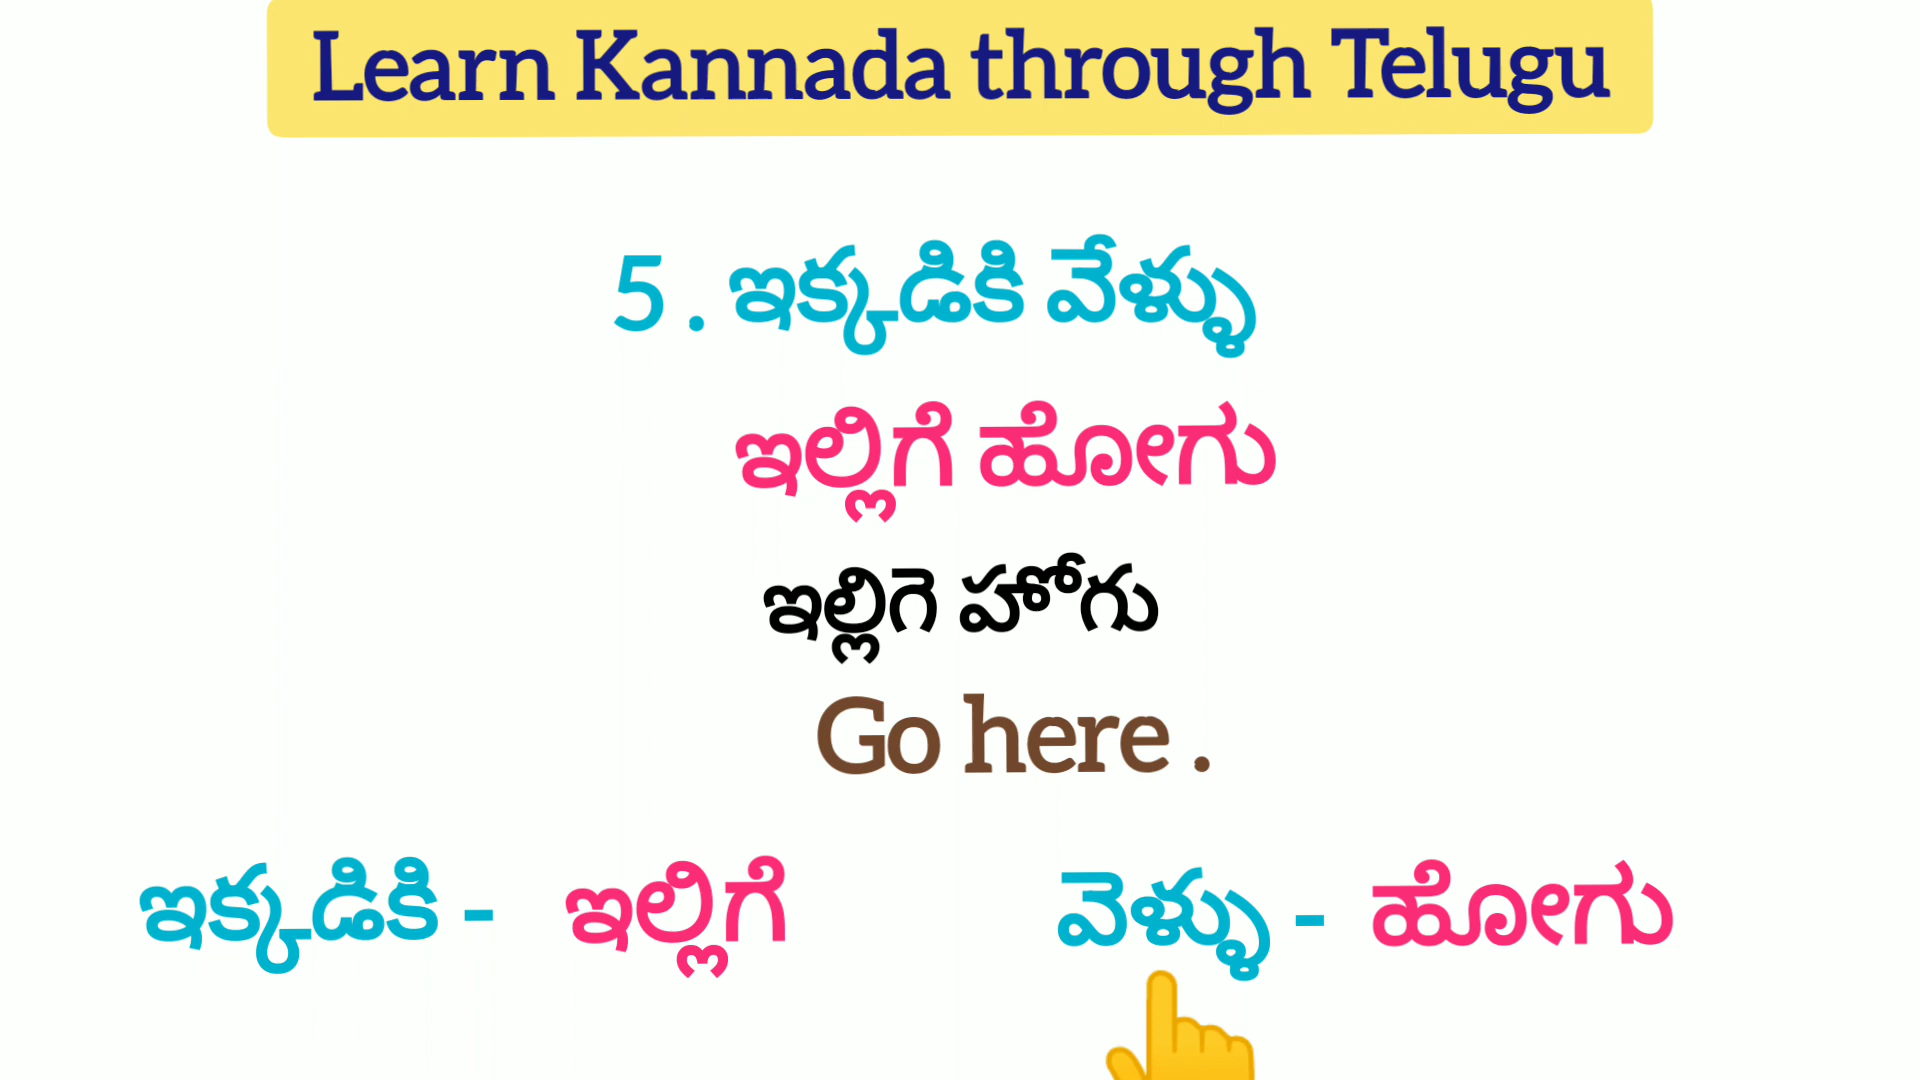 Learn Kannada through Telugu
5 . ఇక్కడికి వేళ్ళు
ಇಲ್ಲಿಗೆ ಹೋಗು
ఇల్లిగె హోగు
Go here .
ఇక్కడికి - ಇಲ್ಲಿಗೆ వెళ్ళు - ಹೋಗು